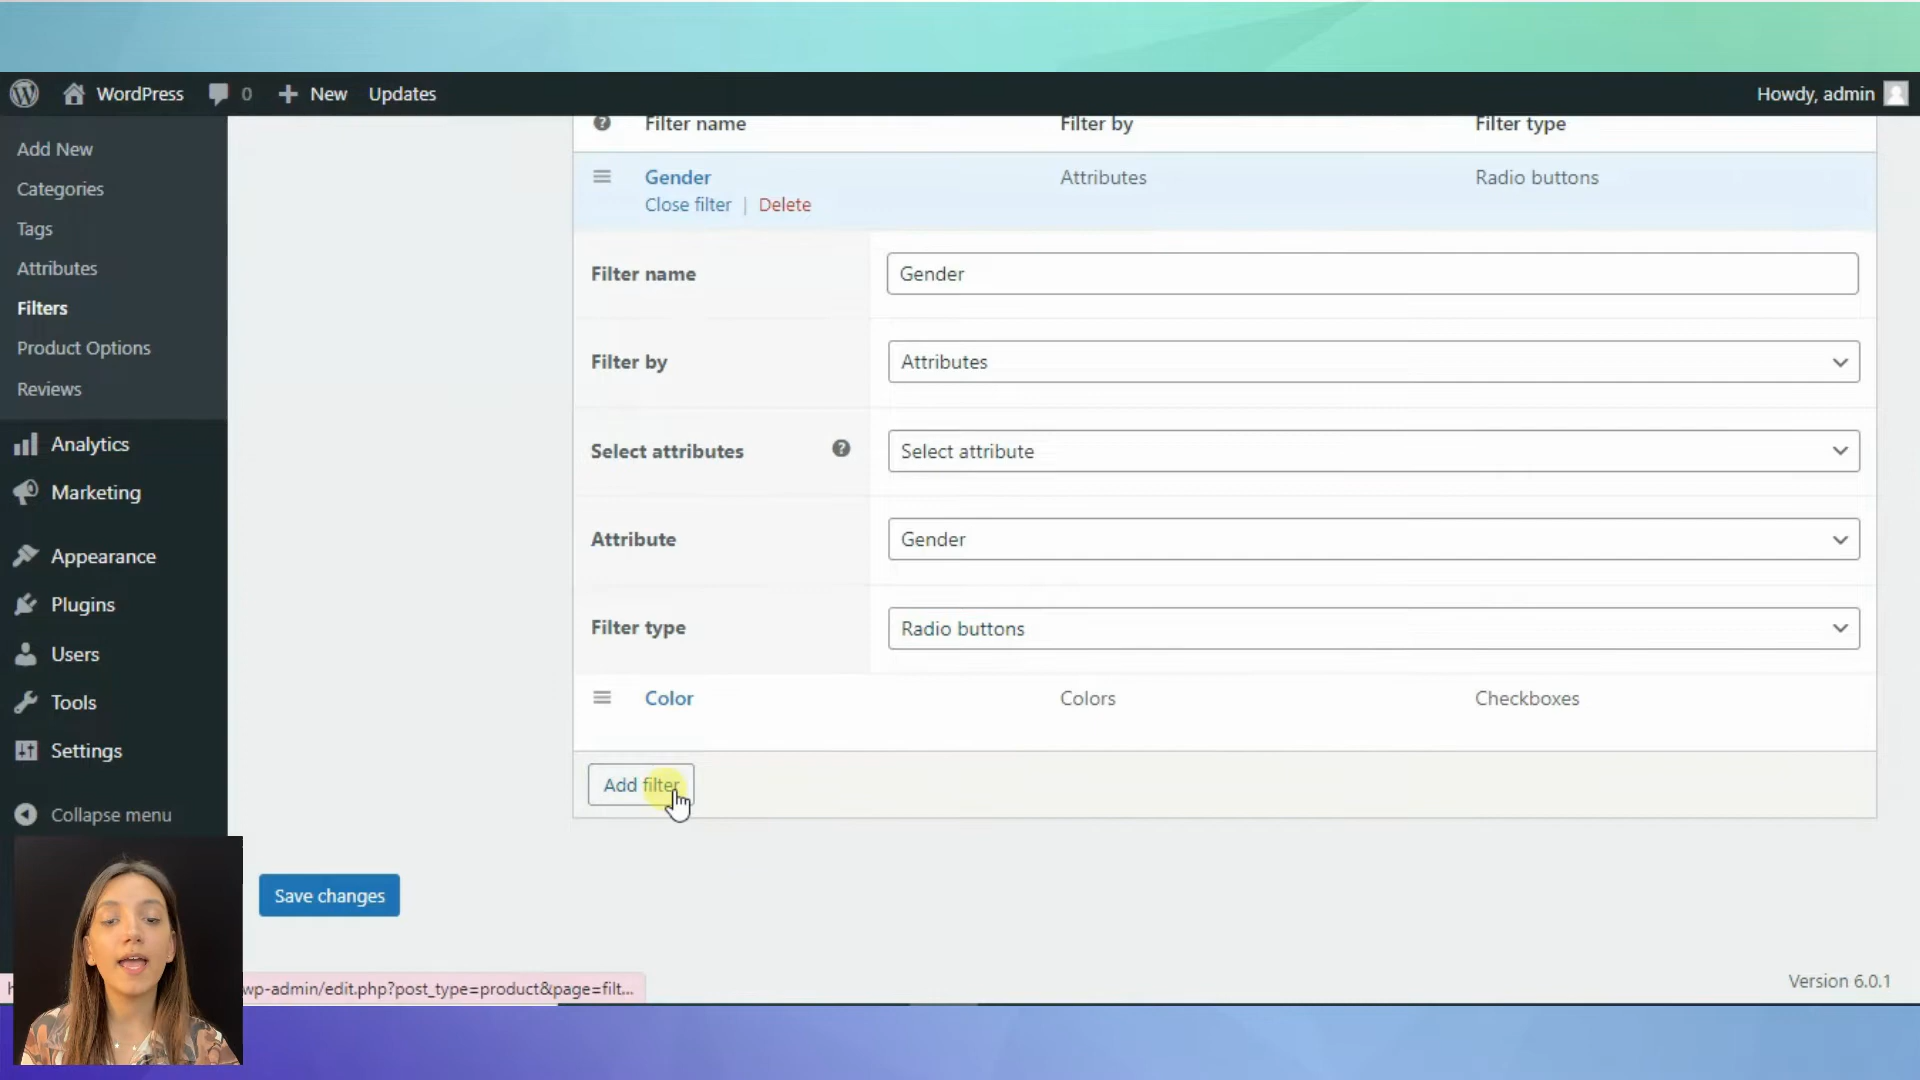 WordPress 0 New Updates Howdy, admin
Add New
Categories
Tags
Attributes
Filters
Product Options
Reviews
Analytics
Marketing
Appearance
Plugins
Users
Tools
Settings
Collapse menu
Filter name Filter by Filter type
Gender Attributes Radio buttons
Close filter | Delete
Filter name Gender
Filter by Attributes
Select attributes Select attribute
Attribute Gender
Filter type Radio buttons
Color Colors Checkboxes
Add filter
Save changes
wp-admin/edit.php?post_type=product&page=filt...
Version 6.0.1